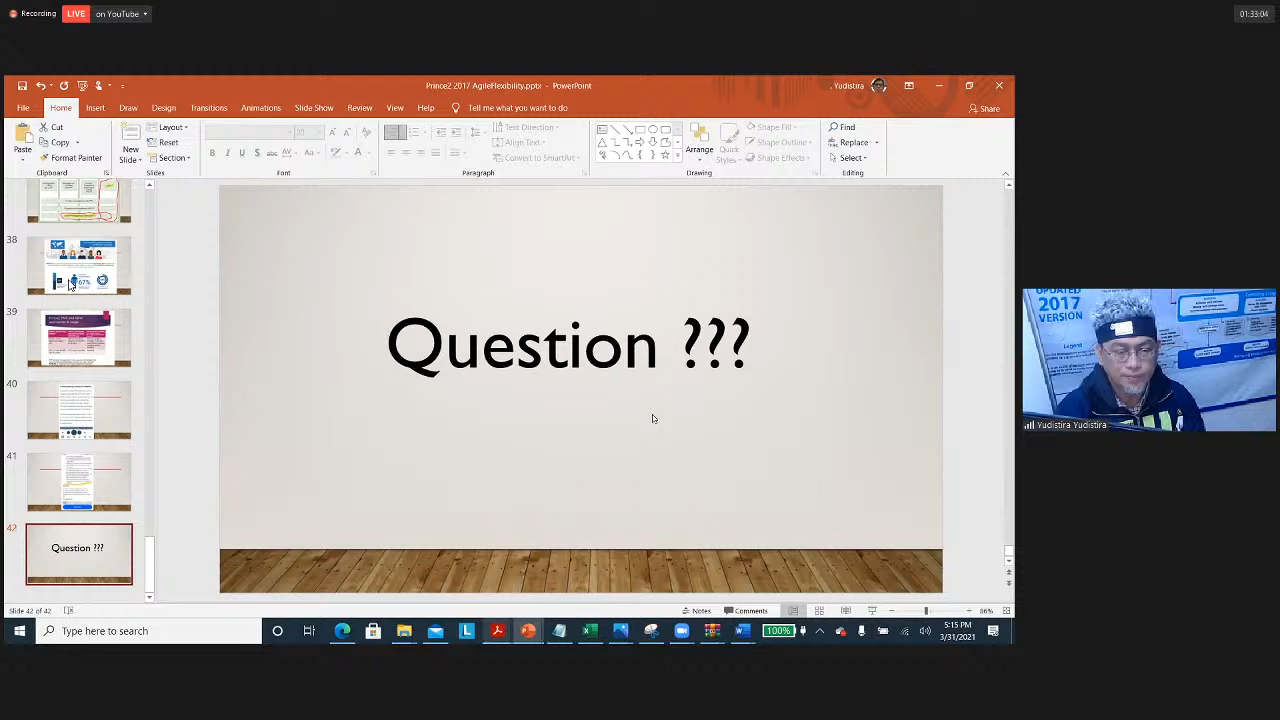 Recording LIVE on YouTube
01:33:04
Prince2 2017 AgileFlexibility.pptx - PowerPoint
Yudistira
File Home Insert Draw Design Transitions Animations Slide Show Review View Help Tell me what you want to do
Share
Paste
Cut
Copy
Format Painter
Clipboard
New
Slide
Layout
Reset
Section
Slides
B I U S abc AV Aa
Font
Text Direction
Align Text
Convert to SmartArt
Paragraph
Arrange
Quick
Styles
Shape Fill
Shape Outline
Shape Effects
Drawing
Find
Replace
Select
Editing
38
67%
39
40
41
42
Question ???
Question ???
UPDATED
2017
VERSION
Yudistira Yudistira
Slide 42 of 42
Notes Comments
86%
Type here to search
100%
5:15 PM
3/31/2021